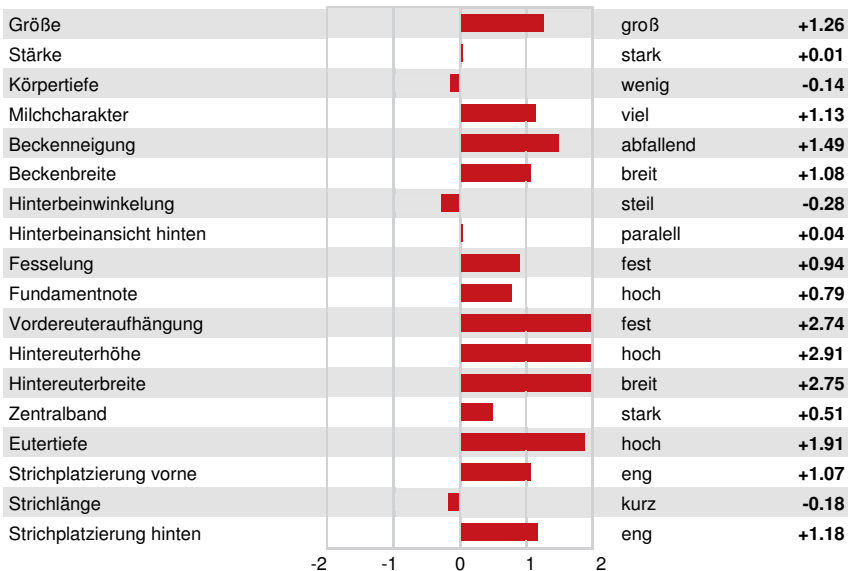 Größe groß +1.26
Stärke stark +0.01
Körpertiefe wenig -0.14
Milchcharakter viel +1.13
Beckenneigung abfallend +1.49
Beckenbreite breit +1.08
Hinterbeinwinkelung steil -0.28
Hinterbeinansicht hinten paralell +0.04
Fesselung fest +0.94
Fundamentnote hoch +0.79
Vordereuteraufhängung fest +2.74
Hintereuterhöhe hoch +2.91
Hintereuterbreite breit +2.75
Zentralband stark +0.51
Eutertiefe hoch +1.91
Strichplatzierung vorne eng +1.07
Strichlänge kurz -0.18
Strichplatzierung hinten eng +1.18
-2 -1 0 1 2